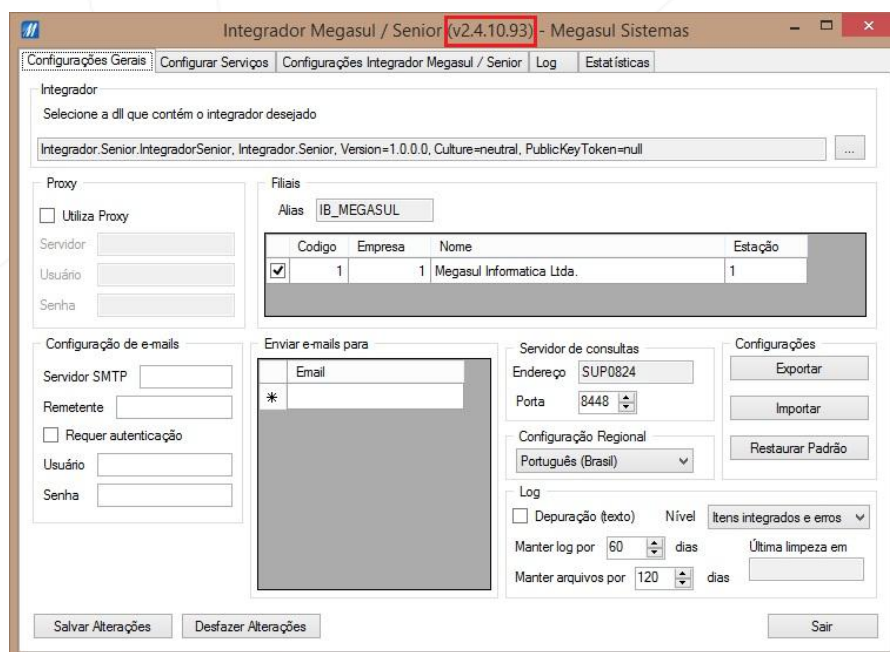 Integrador Megasul / Senior (v2.4.10.93) - Megasul Sistemas
Configurações Gerais Configurar Serviços Configurações Integrador Megasul / Senior Log Estatísticas
Integrador
Selecione a dll que contém o integrador desejado
Integrador.Senior.IntegradorSenior, Integrador.Senior, Version=1.0.0.0, Culture=neutral, PublicKeyToken=null ...
Proxy
Utiliza Proxy
Servidor
Usuário
Senha
Filiais
Alias IB_MEGASUL
Codigo Empresa Nome Estação
1 1 Megasul Informatica Ltda. 1
Configuração de e-mails
Servidor SMTP
Remetente
Requer autenticação
Usuário
Senha
Enviar e-mails para
Email
Servidor de consultas
Endereço SUP0824
Porta 8448
Configurações
Exportar
Importar
Restaurar Padrão
Configuração Regional
Português (Brasil)
Log
Depuração (texto) Nível Itens integrados e erros
Manter log por 60 dias Última limpeza em
Manter arquivos por 120 dias
Salvar Alterações Desfazer Alterações Sair